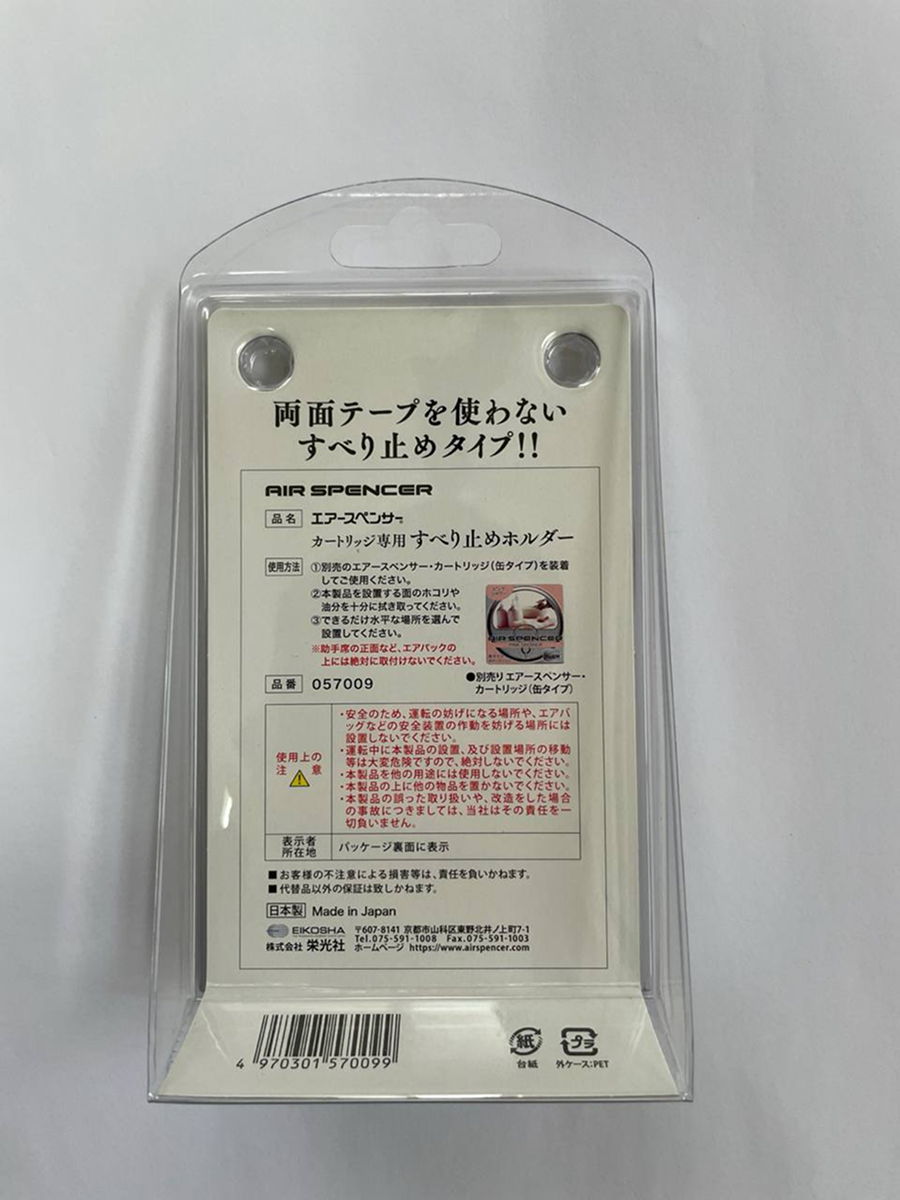 両面テープを使わない
すべり止めタイプ!!
AIR SPENCER
品名 エアースペンサー
カートリッジ専用 すべり止めホルダー
使用方法 ①別売のエアースペンサー・カートリッジ(缶タイプ)を装着
してご使用ください。
②本製品を設置する面のホコリや
油分を十分に拭き取ってください。
③できるだけ水平な場所を選んで
設置してください。
※助手席の正面など、エアバックの
上には絶対に取付けないでください。
AIR SPENCER
●別売り エアースペンサー・
カートリッジ(缶タイプ)
品番 057009
使用上の
注意
・安全のため、運転の妨げになる場所や、エアバ
ッグなどの安全装置の作動を妨げる場所には
設置しないでください。
・運転中に本製品の設置、及び設置場所の移動
等は大変危険ですので、絶対しないでください。
・本製品を他の用途には使用しないでください。
・本製品の上に他の物品を置かないでください。
・本製品の誤った取り扱いや、改造をした場合
の事故につきましては、当社はその責任を一
切負いません。
表示者
所在地
パッケージ裏面に表示
■お客様の不注意による損害等は、責任を負いかねます。
■代替品以外の保証は致しかねます。
日本製 Made in Japan
EIKOSHA 〒607-8141 京都市山科区東野北井ノ上町7-1
Tel.075-591-1008 Fax.075-591-1003
株式会社 栄光社 ホームページ https://www.airspencer.com
4 970301 570099
紙
台紙
プラ
外ケース:PET